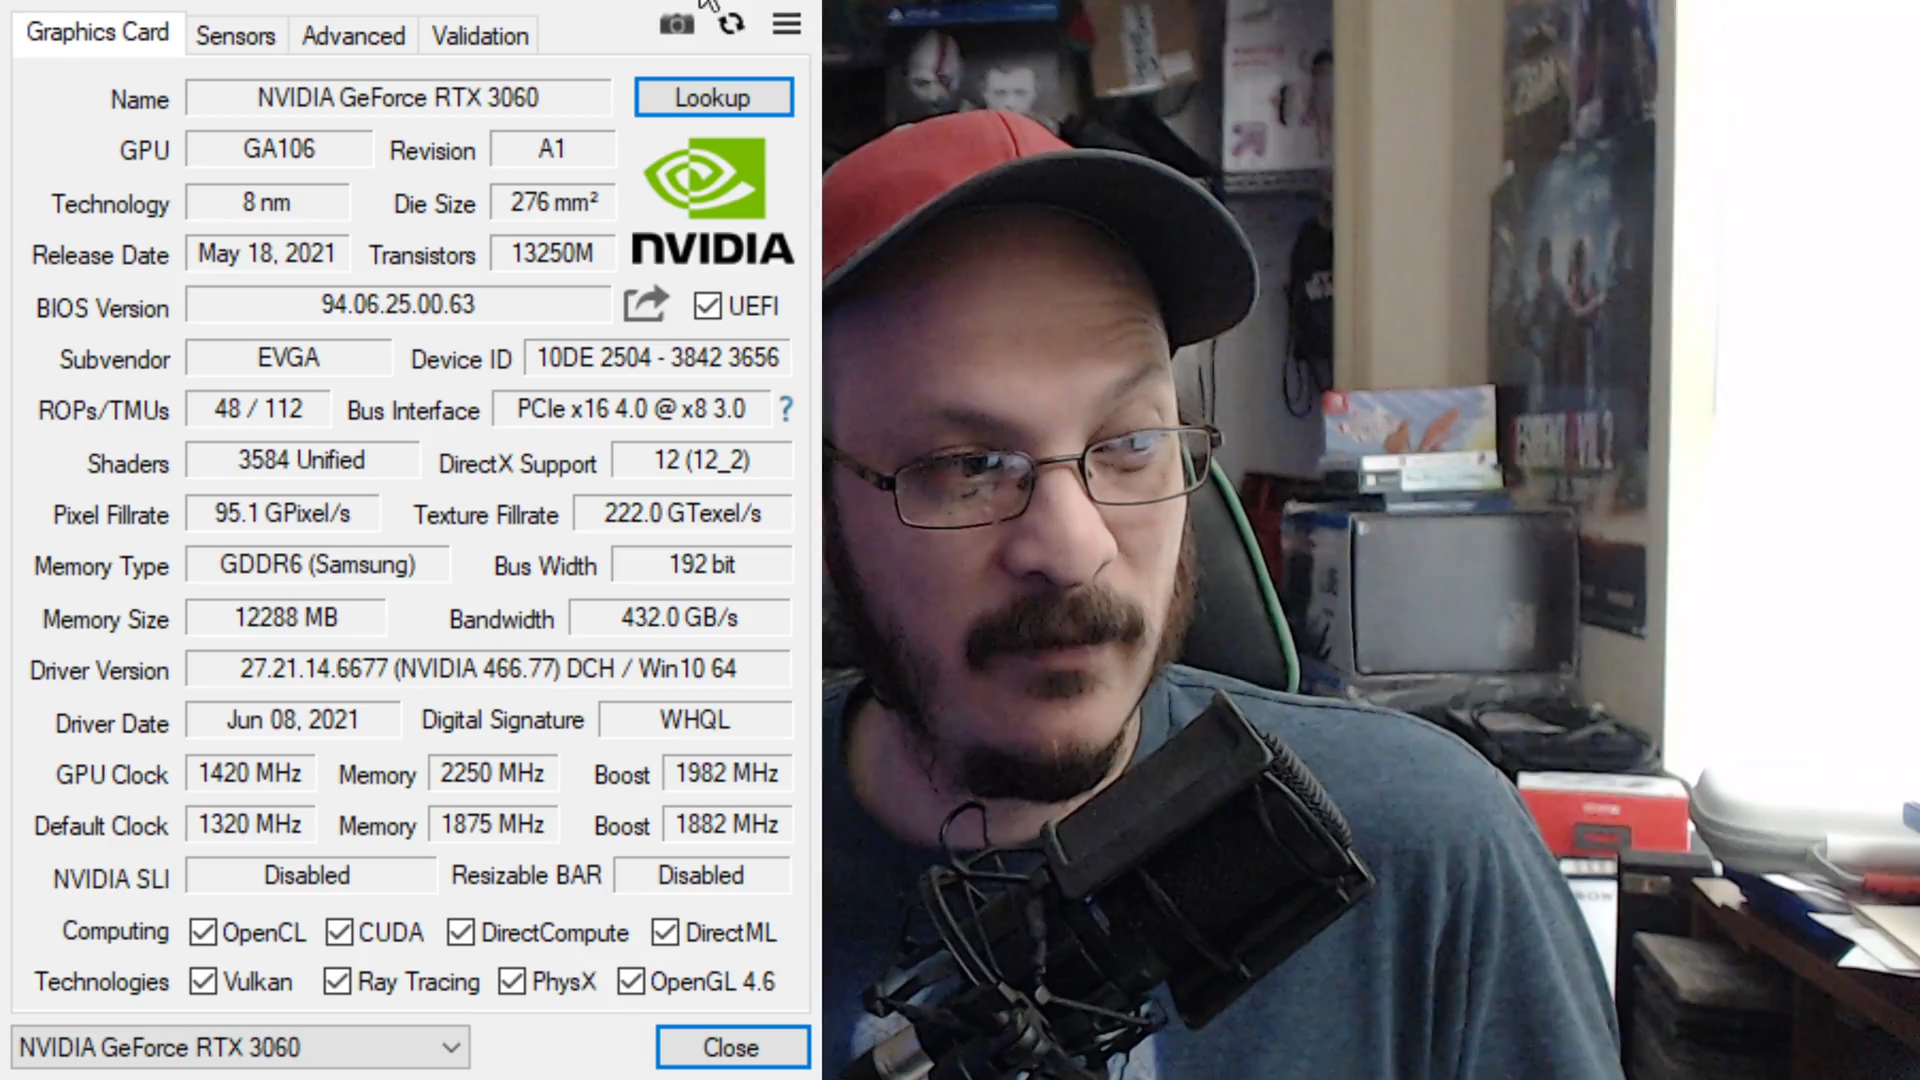 Graphics Card Sensors Advanced Validation
Name NVIDIA GeForce RTX 3060 Lookup
GPU GA106 Revision A1
Technology 8 nm Die Size 276 mm²
Release Date May 18, 2021 Transistors 13250M
NVIDIA
BIOS Version 94.06.25.00.63 UEFI
Subvendor EVGA Device ID 10DE 2504 - 3842 3656
ROPs/TMUs 48 / 112 Bus Interface PCIe x16 4.0 @ x8 3.0 ?
Shaders 3584 Unified DirectX Support 12 (12_2)
Pixel Fillrate 95.1 GPixel/s Texture Fillrate 222.0 GTexel/s
Memory Type GDDR6 (Samsung) Bus Width 192 bit
Memory Size 12288 MB Bandwidth 432.0 GB/s
Driver Version 27.21.14.6677 (NVIDIA 466.77) DCH / Win10 64
Driver Date Jun 08, 2021 Digital Signature WHQL
GPU Clock 1420 MHz Memory 2250 MHz Boost 1982 MHz
Default Clock 1320 MHz Memory 1875 MHz Boost 1882 MHz
NVIDIA SLI Disabled Resizable BAR Disabled
Computing OpenCL CUDA DirectCompute DirectML
Technologies Vulkan Ray Tracing PhysX OpenGL 4.6
NVIDIA GeForce RTX 3060 Close